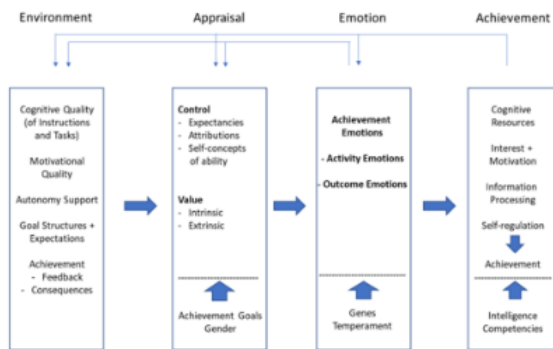 Environment
Appraisal
Emotion
Achievement
Cognitive Quality
(of Instructions
and Tasks)
Motivational
Quality
Autonomy Support
Goal Structures +
Expectations
Achievement
- Feedback
- Consequences
Control
- Expectancies
- Attributions
- Self-concepts
of ability
Value
- Intrinsic
- Extrinsic
Achievement Goals
Gender
Achievement
Emotions
- Activity Emotions
- Outcome Emotions
Genes
Temperament
Cognitive
Resources
Interest +
Motivation
Information
Processing
Self-regulation
Achievement
Intelligence
Competencies